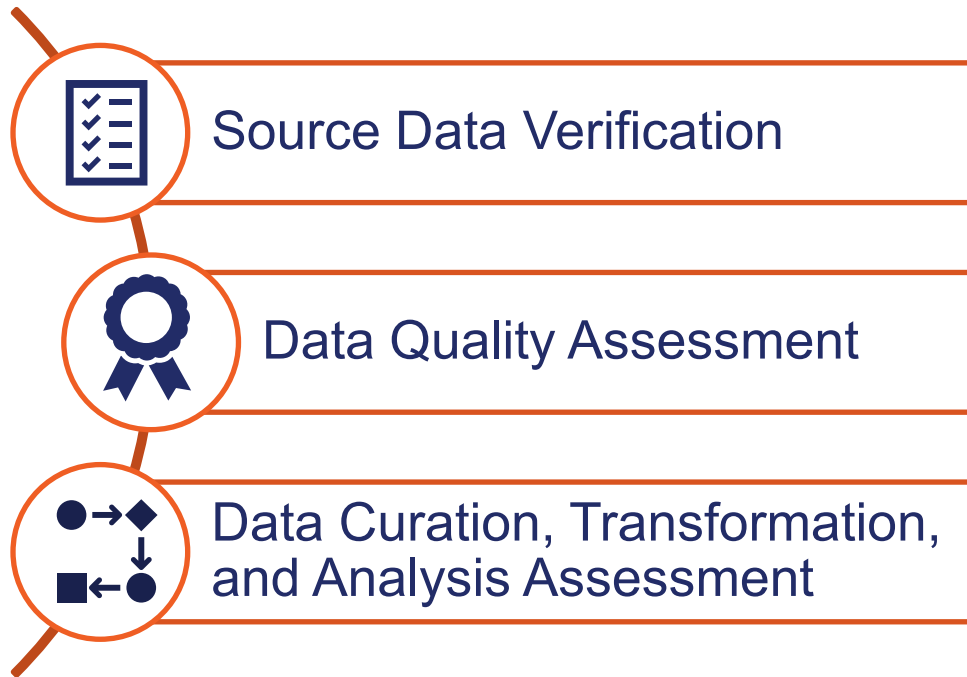 Source Data Verification
Data Quality Assessment
Data Curation, Transformation,
and Analysis Assessment